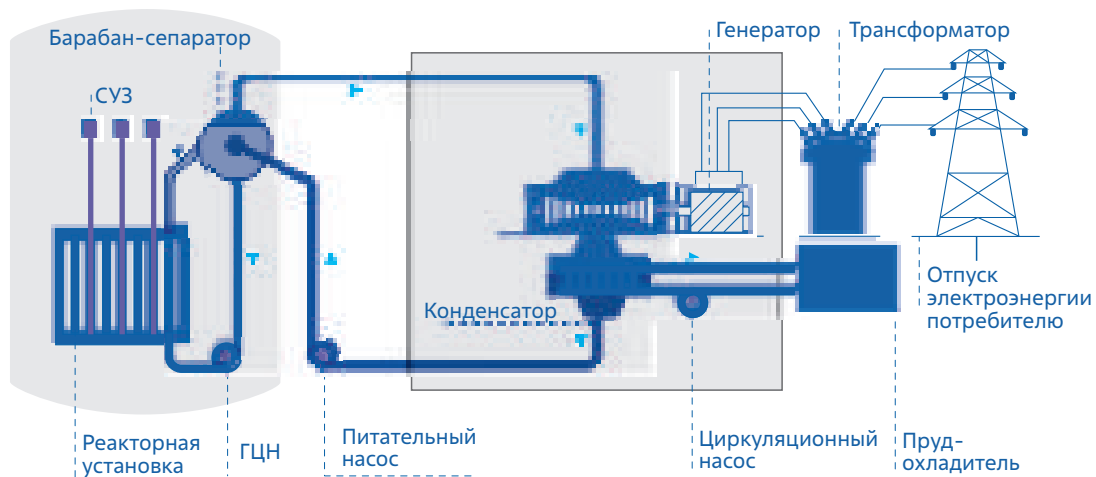 Барабан-сепаратор
СУЗ
Генератор
Трансформатор
Конденсатор
Отпуск
электроэнергии
потребителю
Реакторная
установка
ГЦН
Питательный
насос
Циркуляционный
насос
Пруд-
охладитель